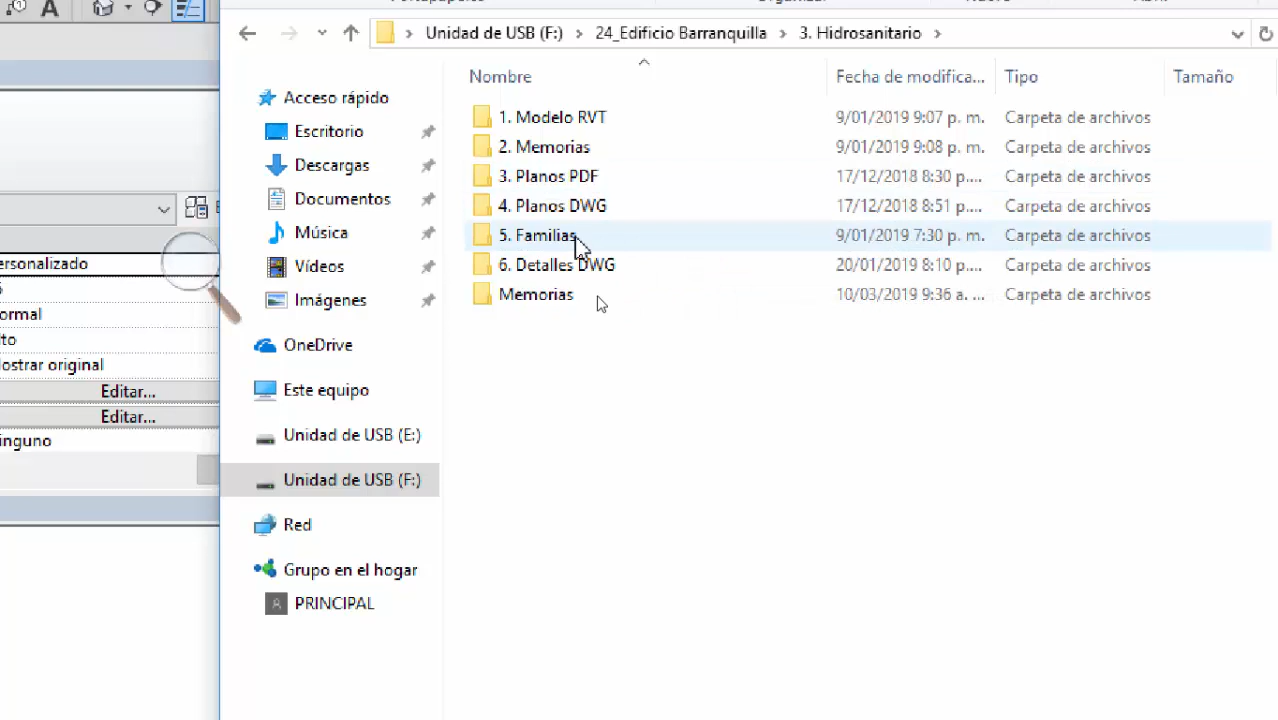 A
Unidad de USB (F:) > 24_Edificio Barranquilla > 3. Hidrosanitario >
Nombre Fecha de modifica... Tipo Tamaño
1. Modelo RVT 9/01/2019 9:07 p. m. Carpeta de archivos
2. Memorias 9/01/2019 9:08 p. m. Carpeta de archivos
3. Planos PDF 17/12/2018 8:30 p.... Carpeta de archivos
4. Planos DWG 17/12/2018 8:51 p.... Carpeta de archivos
5. Familias 9/01/2019 7:30 p. m. Carpeta de archivos
6. Detalles DWG 20/01/2019 8:10 p.... Carpeta de archivos
Memorias 10/03/2019 9:36 a. ... Carpeta de archivos
Acceso rápido
Escritorio
Descargas
Documentos
Música
Vídeos
Imágenes
OneDrive
Este equipo
Unidad de USB (E:)
Unidad de USB (F:)
Red
Grupo en el hogar
PRINCIPAL
ersonalizado
ormal
lto
lostrar original
Editar...
Editar...
inguno